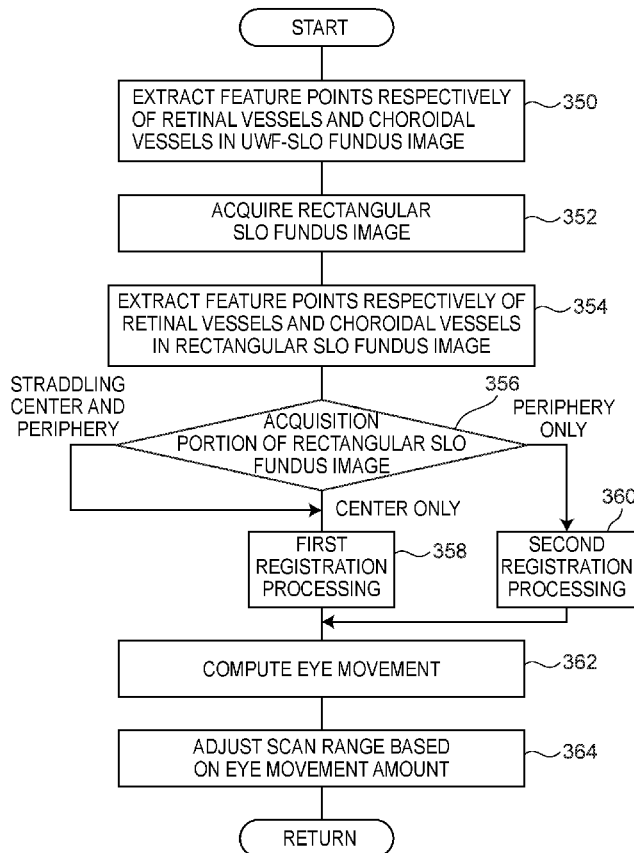 START
EXTRACT FEATURE POINTS RESPECTIVELY
OF RETINAL VESSELS AND CHOROIDAL
VESSELS IN UWF-SLO FUNDUS IMAGE
350
ACQUIRE RECTANGULAR
SLO FUNDUS IMAGE
352
EXTRACT FEATURE POINTS RESPECTIVELY OF
RETINAL VESSELS AND CHOROIDAL VESSELS
IN RECTANGULAR SLO FUNDUS IMAGE
354
STRADDLING
CENTER AND
PERIPHERY
356
ACQUISITION
PORTION OF RECTANGULAR SLO
FUNDUS IMAGE
PERIPHERY
ONLY
CENTER ONLY
FIRST
REGISTRATION
PROCESSING
358
360
SECOND
REGISTRATION
PROCESSING
COMPUTE EYE MOVEMENT
362
ADJUST SCAN RANGE BASED
ON EYE MOVEMENT AMOUNT
364
RETURN